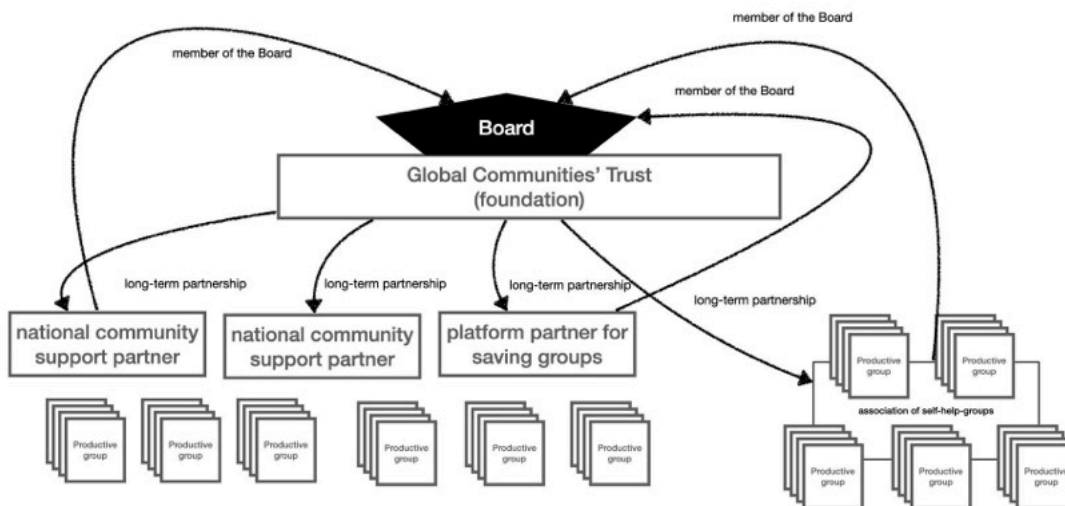 member of the Board
member of the Board
member of the Board
Board
Global Communities' Trust
(foundation)
long-term partnership
long-term partnership
long-term partnership
long-term partnership
national community
support partner
national community
support partner
platform partner for
saving groups
Productive
group
Productive
group
association of self-help-groups
Productive
group
Productive
group
Productive
group
Productive
group
Productive
group
Productive
group
Productive
group
Productive
group
Productive
group